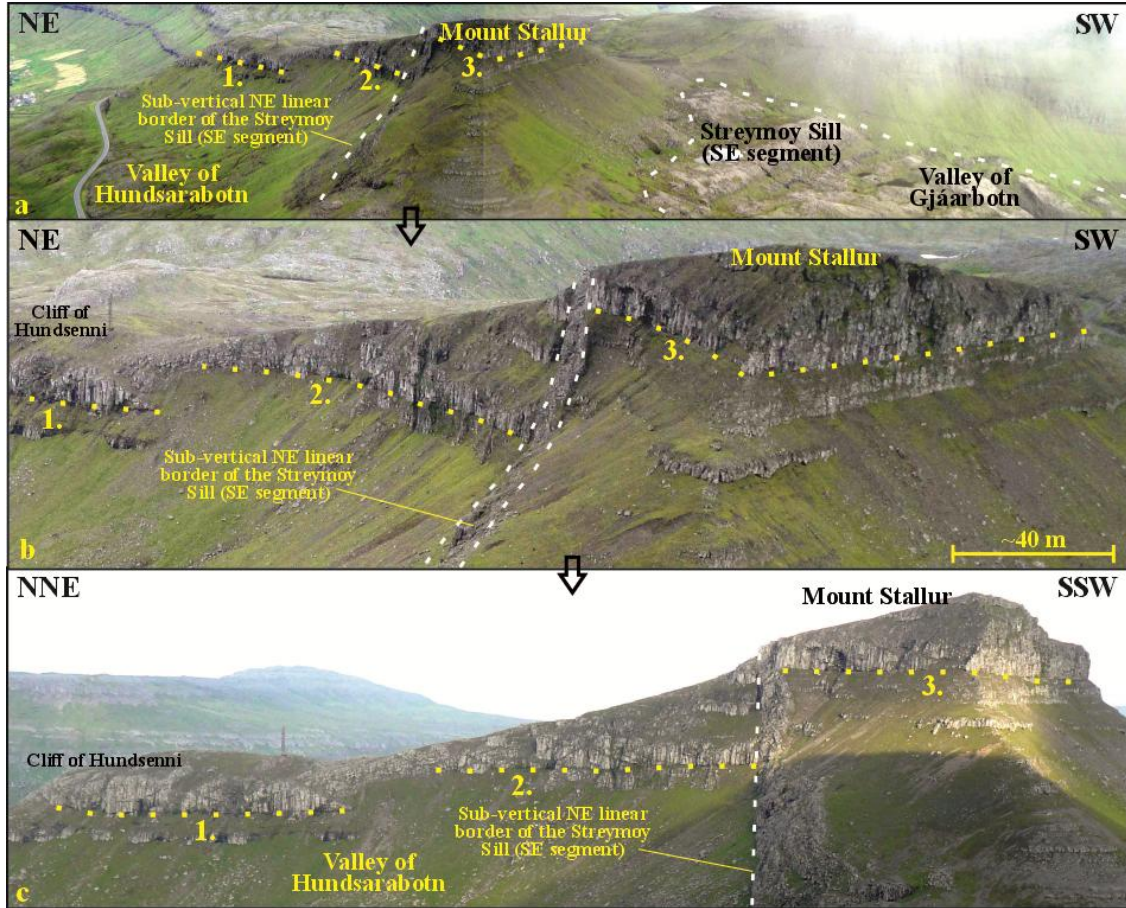 NE
Mount Stallur
SW
1.
2.
3.
Sub-vertical NE linear
border of the Streymoy
Sill (SE segment)
Streymoy Sill
(SE segment)
Valley of
Hundsarabotn
Valley of
Gjáarbotn
a
NE
Mount Stallur
SW
Cliff of
Hundsenni
1.
2.
3.
Sub-vertical NE linear
border of the Streymoy
Sill (SE segment)
~40 m
b
NNE
Mount Stallur
SSW
Cliff of Hundsenni
1.
2.
3.
Sub-vertical NE linear
border of the Streymoy
Sill (SE segment)
Valley of
Hundsarabotn
c